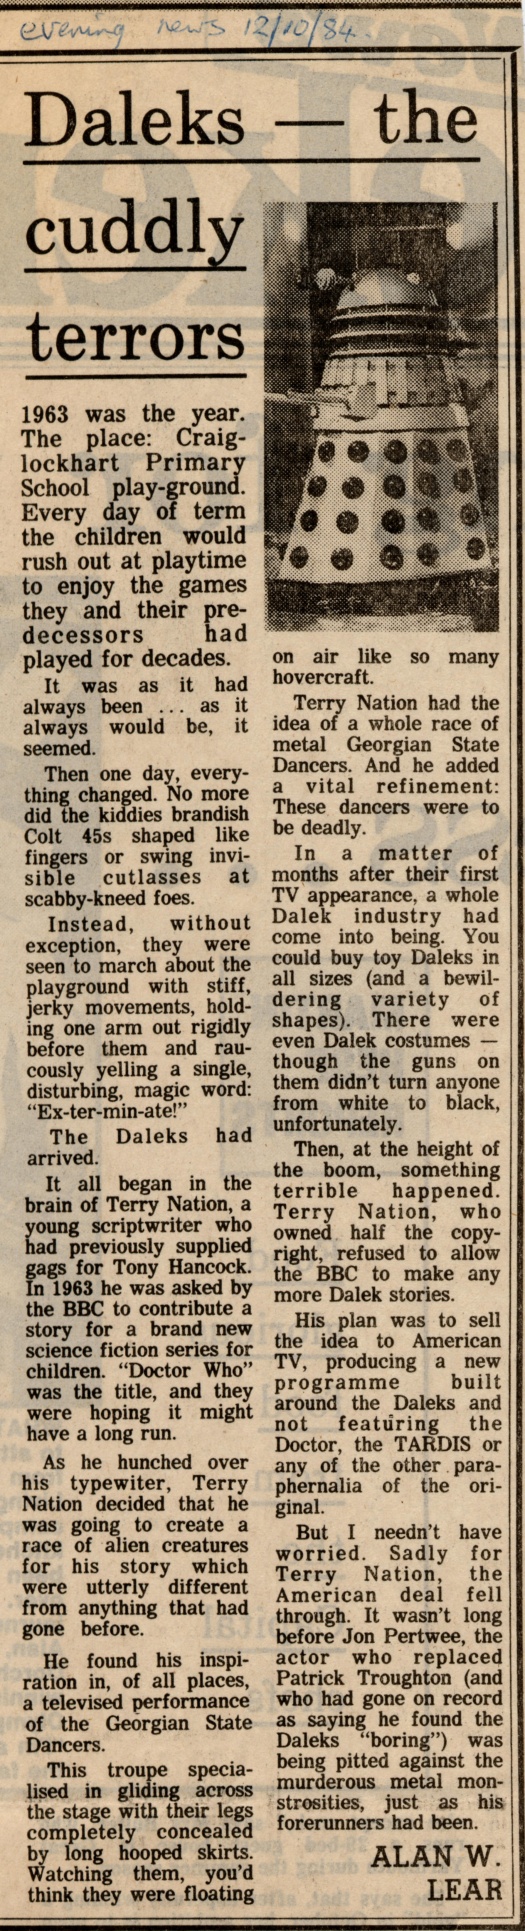 evening news 12/10/84.
Daleks — the
cuddly
terrors
1963 was the year.
The place: Craig-
lockhart Primary
School play-ground.
Every day of term
the children would
rush out at playtime
to enjoy the games
they and their pre-
decessors had
played for decades.
It was as it had
always been ... as it
always would be, it
seemed.
Then one day, every-
thing changed. No more
did the kiddies brandish
Colt 45s shaped like
fingers or swing invi-
sible cutlasses at
scabby-kneed foes.
Instead, without
exception, they were
seen to march about the
playground with stiff,
jerky movements, hold-
ing one arm out rigidly
before them and rau-
cously yelling a single,
disturbing, magic word:
“Ex-ter-min-ate!”
The Daleks had
arrived.
It all began in the
brain of Terry Nation, a
young scriptwriter who
had previously supplied
gags for Tony Hancock.
In 1963 he was asked by
the BBC to contribute a
story for a brand new
science fiction series for
children. “Doctor Who”
was the title, and they
were hoping it might
have a long run.
As he hunched over
his typewiter, Terry
Nation decided that he
was going to create a
race of alien creatures
for his story which
were utterly different
from anything that had
gone before.
He found his inspi-
ration in, of all places,
a televised performance
of the Georgian State
Dancers.
This troupe specia-
lised in gliding across
the stage with their legs
completely concealed
by long hooped skirts.
Watching them, you’d
think they were floating
on air like so many
hovercraft.
Terry Nation had the
idea of a whole race of
metal Georgian State
Dancers. And he added
a vital refinement:
These dancers were to
be deadly.
In a matter of
months after their first
TV appearance, a whole
Dalek industry had
come into being. You
could buy toy Daleks in
all sizes (and a bewil-
dering variety of
shapes). There were
even Dalek costumes —
though the guns on
them didn’t turn anyone
from white to black,
unfortunately.
Then, at the height of
the boom, something
terrible happened.
Terry Nation, who
owned half the copy-
right, refused to allow
the BBC to make any
more Dalek stories.
His plan was to sell
the idea to American
TV, producing a new
programme built
around the Daleks and
not featuring the
Doctor, the TARDIS or
any of the other para-
phernalia of the ori-
ginal.
But I needn’t have
worried. Sadly for
Terry Nation, the
American deal fell
through. It wasn’t long
before Jon Pertwee, the
actor who replaced
Patrick Troughton (and
who had gone on record
as saying he found the
Daleks “boring”) was
being pitted against the
murderous metal mon-
strosities, just as his
forerunners had been.
ALAN W.
LEAR